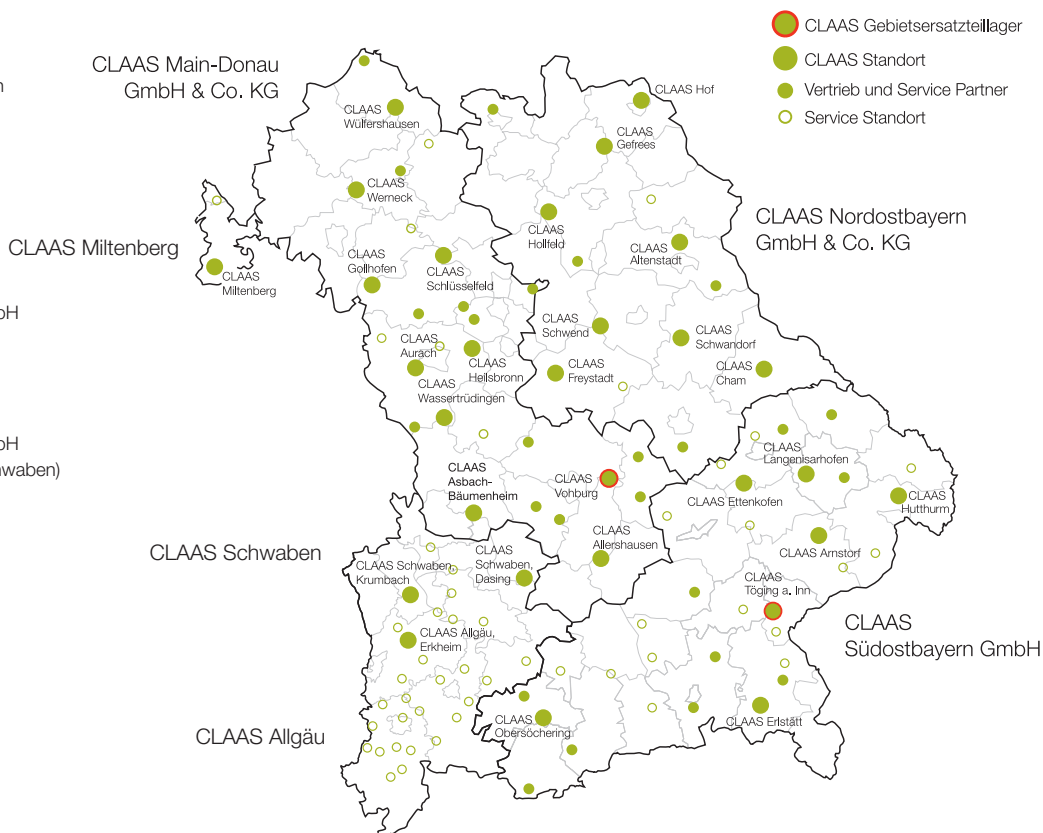 CLAAS Gebietsersatzteillager
CLAAS Standort
Vertrieb und Service Partner
Service Standort
CLAAS Main-Donau
GmbH & Co. KG
n
CLAAS Hof
CLAAS
Wülfershausen
CLAAS
Gefrees
CLAAS
Werneck
CLAAS Nordostbayern
GmbH & Co. KG
CLAAS
Hollfeld
CLAAS Miltenberg
CLAAS
Miltenberg
CLAAS
Gollhofen
CLAAS
Schlüsselfeld
CLAAS
Altenstadt
bH
CLAAS
Schwend
CLAAS
Schwandorf
CLAAS
Aurach
CLAAS
Heilsbronn
CLAAS
Freystadt
CLAAS
Cham
CLAAS
Wassertrüdingen
bH
hwaben)
CLAAS
Asbach-
Bäumenheim
CLAAS
Vohburg
CLAAS
Langenisarhofen
CLAAS Ettenkofen
CLAAS
Hutthurm
CLAAS Schwaben
CLAAS
Schwaben,
Dasing
CLAAS
Allershausen
CLAAS Arnstorf
CLAAS Schwaben,
Krumbach
CLAAS
Töging a. Inn
CLAAS
Südostbayern GmbH
CLAAS Allgäu,
Erkheim
CLAAS Allgäu
CLAAS
Obersöchering
CLAAS Erlstätt